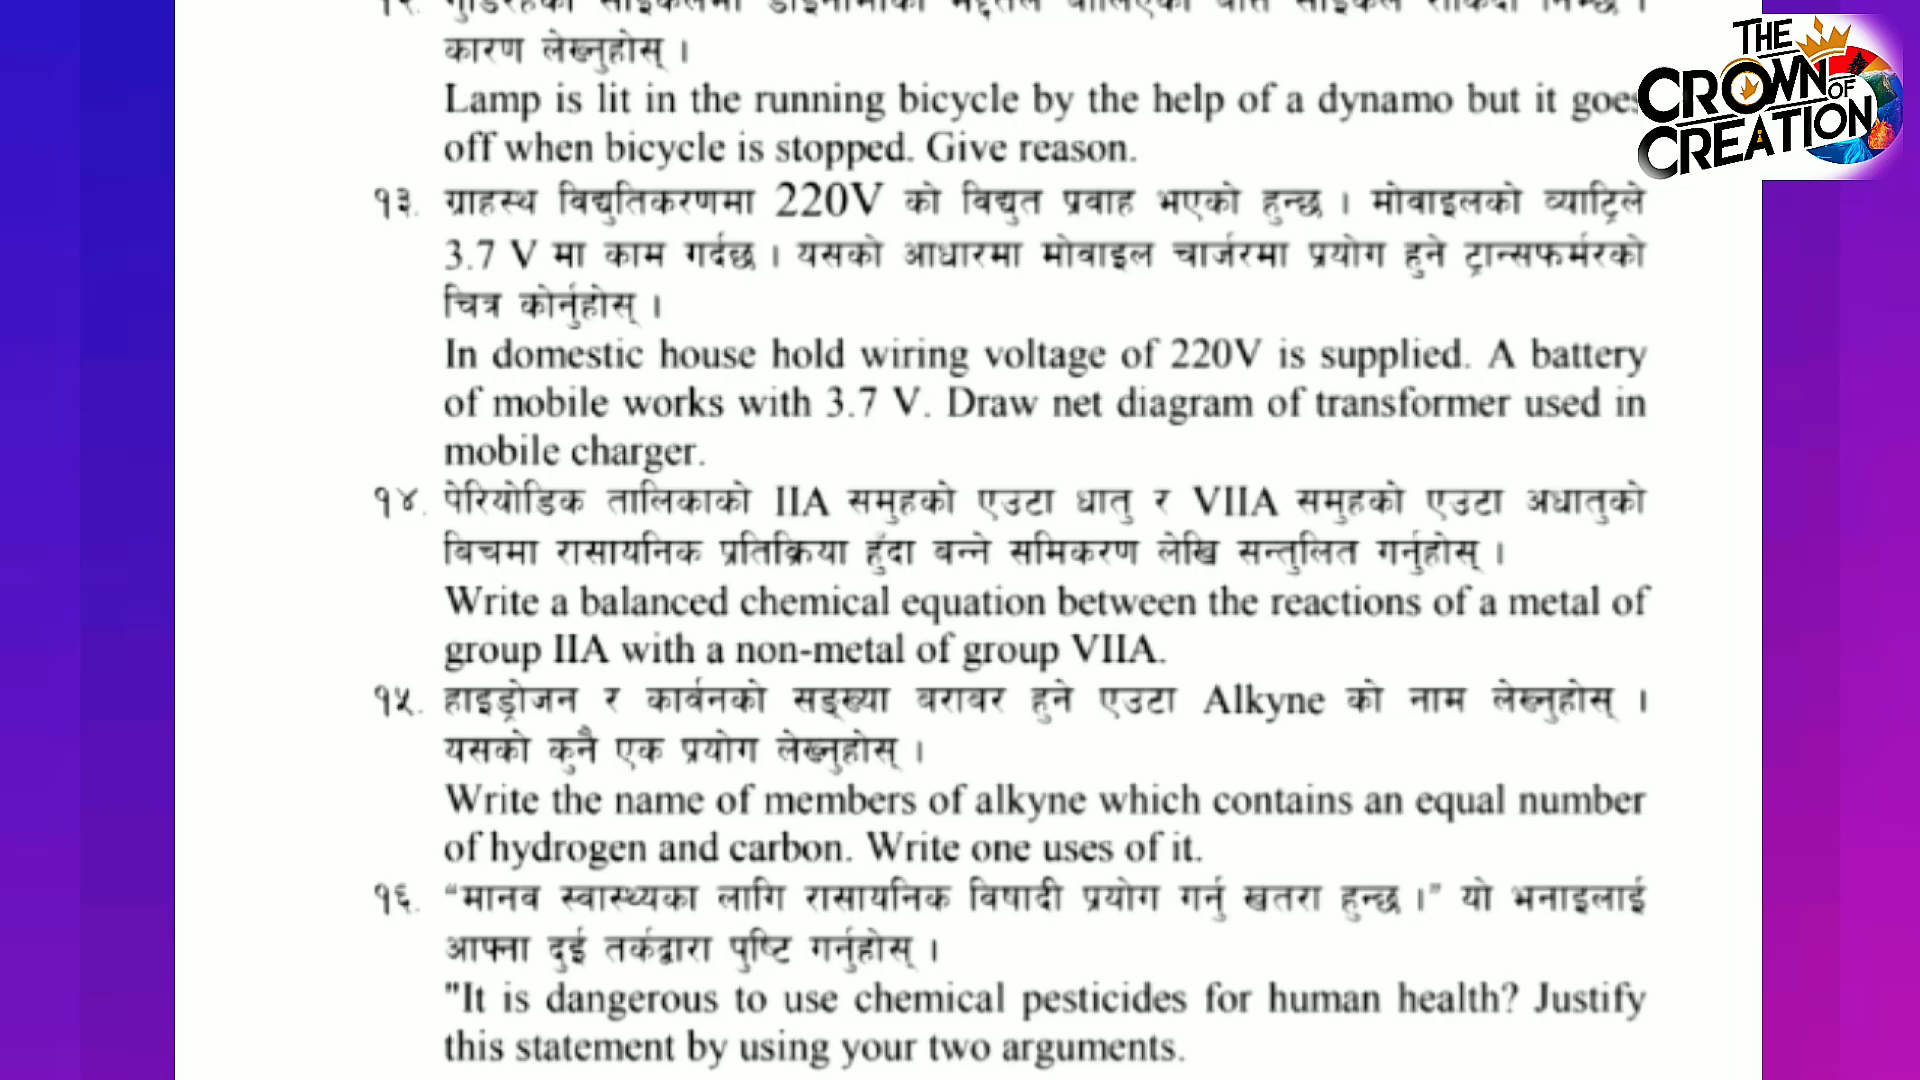 कारण लेख्नुहोस् ।
Lamp is lit in the running bicycle by the help of a dynamo but it goes
off when bicycle is stopped. Give reason.
१३. ग्राहस्थ विद्युतिकरणमा 220V को विद्युत प्रवाह भएको हुन्छ । मोवाइलको व्याट्रिले
3.7 V मा काम गर्दछ । यसको आधारमा मोवाइल चार्जरमा प्रयोग हुने ट्रान्सफर्मरको
चित्र कोर्नुहोस् ।
In domestic house hold wiring voltage of 220V is supplied. A battery
of mobile works with 3.7 V. Draw net diagram of transformer used in
mobile charger.
१४. पेरियोडिक तालिकाको IIA समुहको एउटा धातु र VIIA समुहको एउटा अधातुको
बिचमा रासायनिक प्रतिक्रिया हुँदा बन्ने समिकरण लेखि सन्तुलित गर्नुहोस् ।
Write a balanced chemical equation between the reactions of a metal of
group IIA with a non-metal of group VIIA.
१५. हाइड्रोजन र कार्वनको सङ्ख्या बराबर हुने एउटा Alkyne को नाम लेख्नुहोस् ।
यसको कुनै एक प्रयोग लेख्नुहोस् ।
Write the name of members of alkyne which contains an equal number
of hydrogen and carbon. Write one uses of it.
१६. “मानव स्वास्थ्यका लागि रासायनिक विषादी प्रयोग गर्नु खतरा हुन्छ ।” यो भनाइलाई
आफ्ना दुई तर्कद्वारा पुष्टि गर्नुहोस् ।
"It is dangerous to use chemical pesticides for human health? Justify
this statement by using your two arguments.
THE
CROWN OF
CREATION